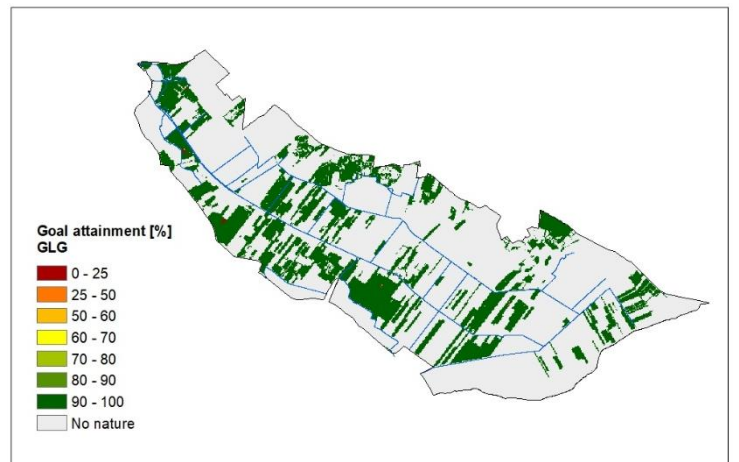 Goal attainment [%]
GLG
0 - 25
25 - 50
50 - 60
60 - 70
70 - 80
80 - 90
90 - 100
No nature